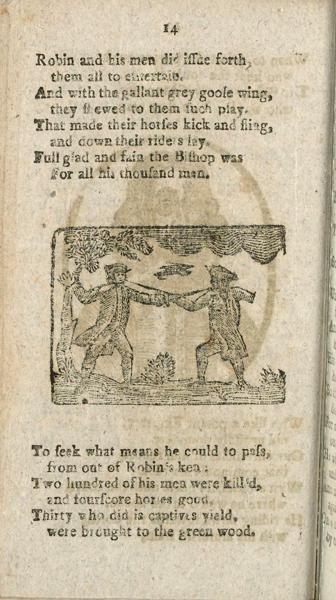 14
Robin and his men did issue forth,
them all to entertain.
And with the gallant grey goose wing,
they shewed to them such play.
That made their horses kick and fling,
and down their riders lay.
Full glad and fain the Bishop was
for all his thousand men.
To seek what means he could to pass,
from out of Robin's ken:
Two hundred of his men were kill'd,
and fourscore horses good,
Thirty who did as captives yield,
were brought to the green wood.